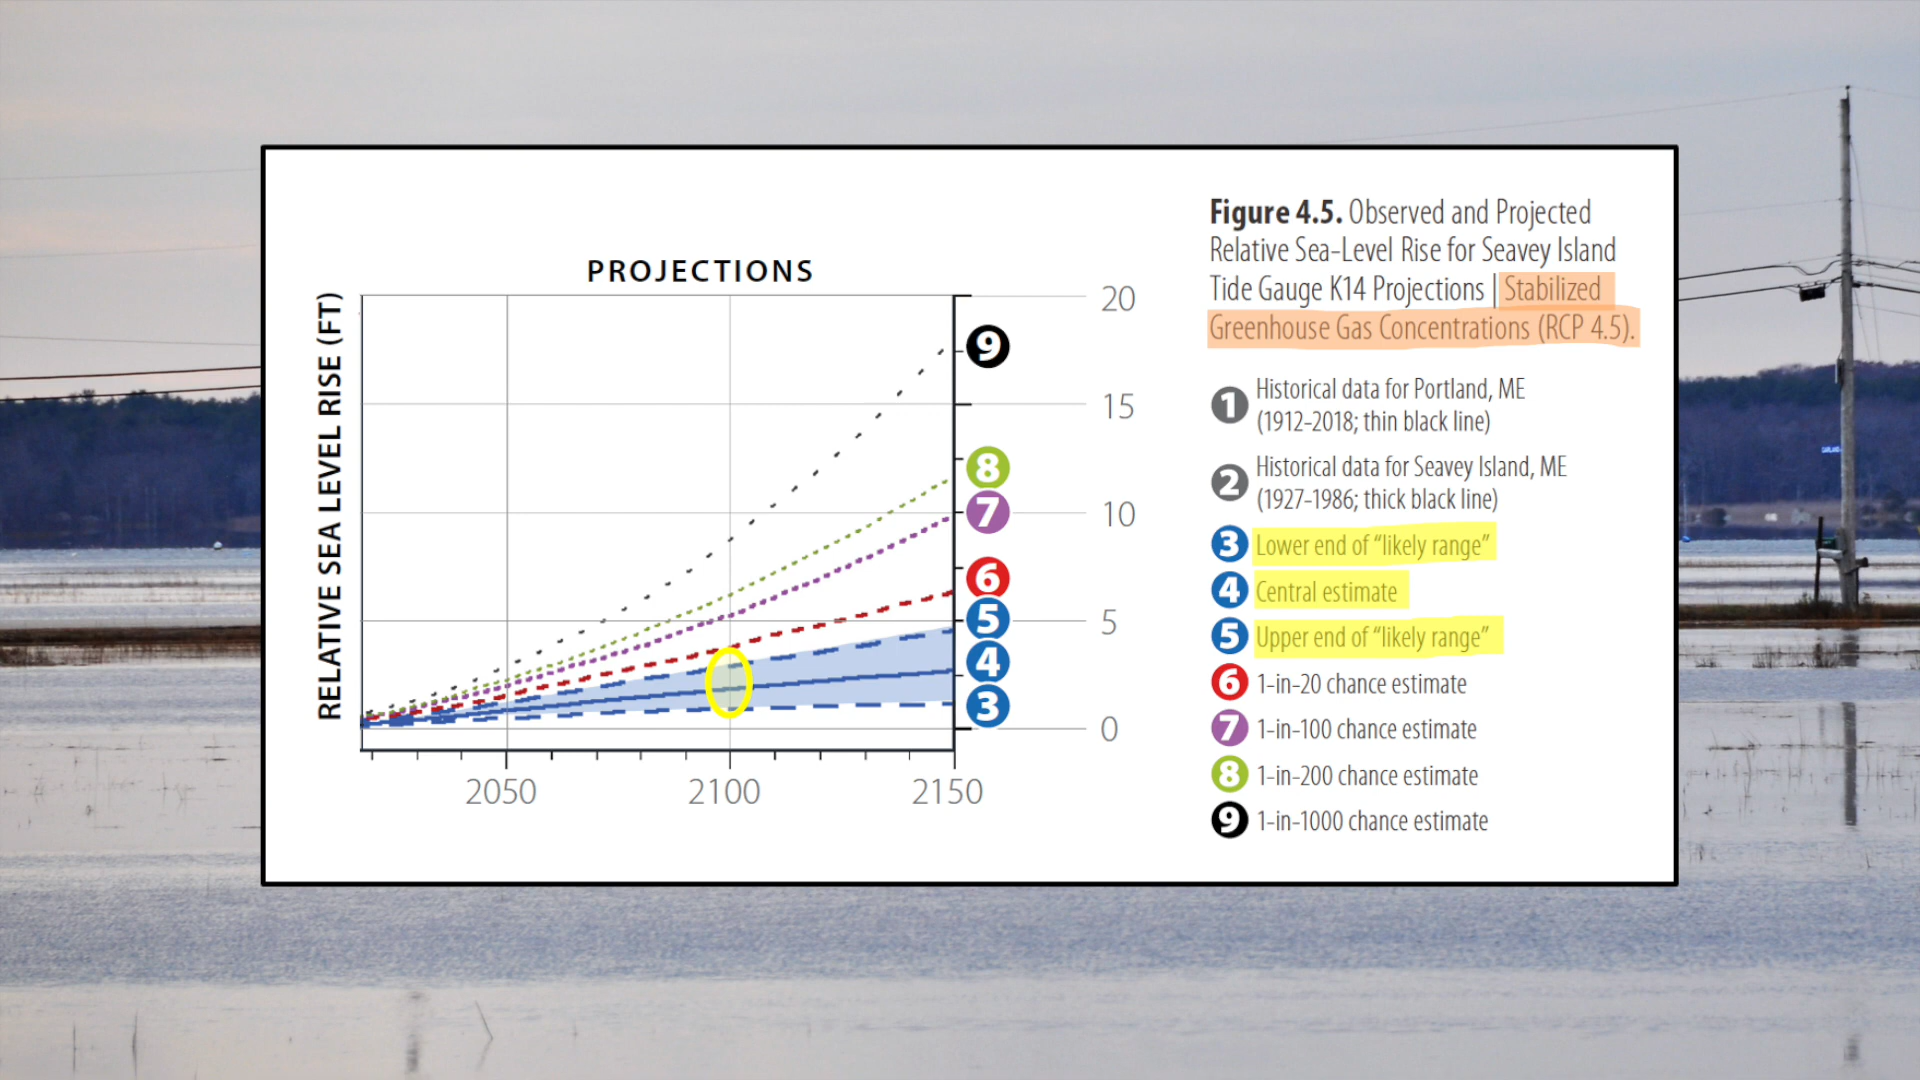 PROJECTIONS
RELATIVE SEA LEVEL RISE (FT)
20
15
10
5
0
2050
2100
2150
9
8
7
6
5
4
3
Figure 4.5. Observed and Projected
Relative Sea-Level Rise for Seavey Island
Tide Gauge K14 Projections | Stabilized
Greenhouse Gas Concentrations (RCP 4.5).
1 Historical data for Portland, ME
(1912-2018; thin black line)
2 Historical data for Seavey Island, ME
(1927-1986; thick black line)
3 Lower end of “likely range”
4 Central estimate
5 Upper end of “likely range”
6 1-in-20 chance estimate
7 1-in-100 chance estimate
8 1-in-200 chance estimate
9 1-in-1000 chance estimate